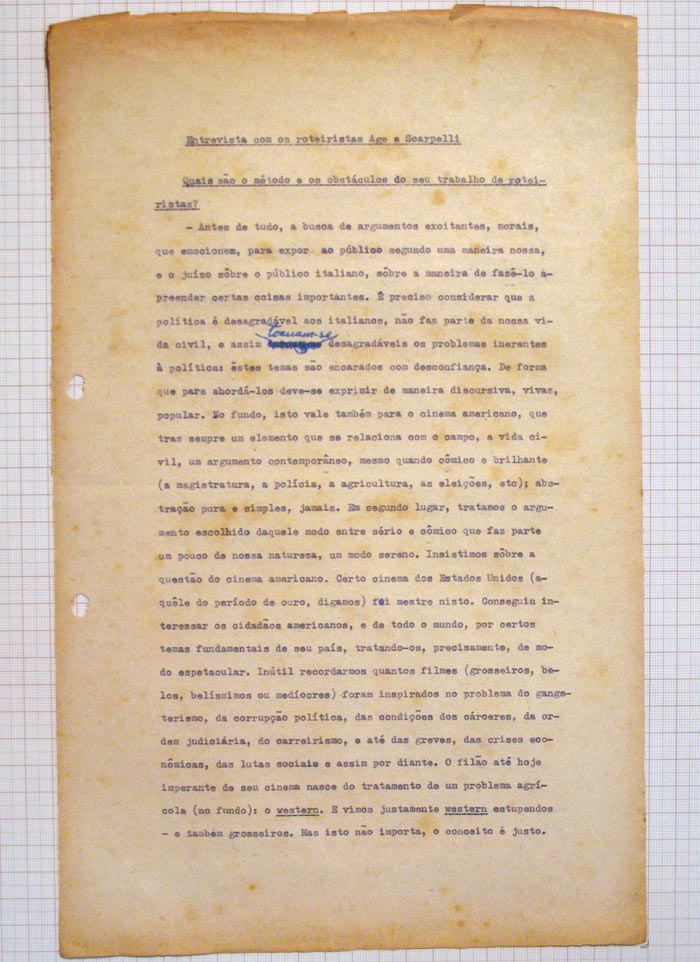 Entrevista com os roteiristas Age e Scarpelli
Quais são o método e os obstáculos do seu trabalho de rotei-
ristas?
- Antes de tudo, a busca de argumentos excitantes, morais,
que emocionem, para expor ao público segundo uma maneira nossa,
e o juízo sôbre o público italiano, sôbre a maneira de fazê-lo a-
preender certas coisas importantes. É preciso considerar que a
política é desagradável aos italianos, não faz parte da nossa vi-
tornam-se
da civil, e assim desagradáveis os problemas inerentes
à política: êstes temas são encarados com desconfiança. De forma
que para abordá-los deve-se exprimir de maneira discursiva, vivaz,
popular. No fundo, isto vale também para o cinema americano, que
traz sempre um elemento que se relaciona com o campo, a vida ci-
vil, um argumento contemporâneo, mesmo quando cômico e brilhante
(a magistratura, a polícia, a agricultura, as eleições, etc); abs-
tração pura e simples, jamais. Em segundo lugar, tratamos o argu-
mento escolhido daquele modo entre sério e cômico que faz parte
um pouco de nossa natureza, um modo sereno. Insistimos sôbre a
questão do cinema americano. Certo cinema dos Estados Unidos (a-
quêle do período de ouro, digamos) foi mestre nisto. Conseguiu in-
teressar os cidadãos americanos, e de todo o mundo, por certos
temas fundamentais de seu país, tratando-os, precisamente, de mo-
do espetacular. Inútil recordarmos quantos filmes (grosseiros, be-
los, belíssimos ou medíocres) foram inspirados no problema do gangs-
terismo, da corrupção política, das condições dos cárceres, da or-
dem judiciária, do carreirismo, e até das greves, das crises eco-
nômicas, das lutas sociais e assim por diante. O filão até hoje
imperante de seu cinema nasce do tratamento de um problema agrí-
cola (no fundo): o western. E vimos justamente western estupendos
- e também grosseiros. Mas isto não importa, o conceito é justo.